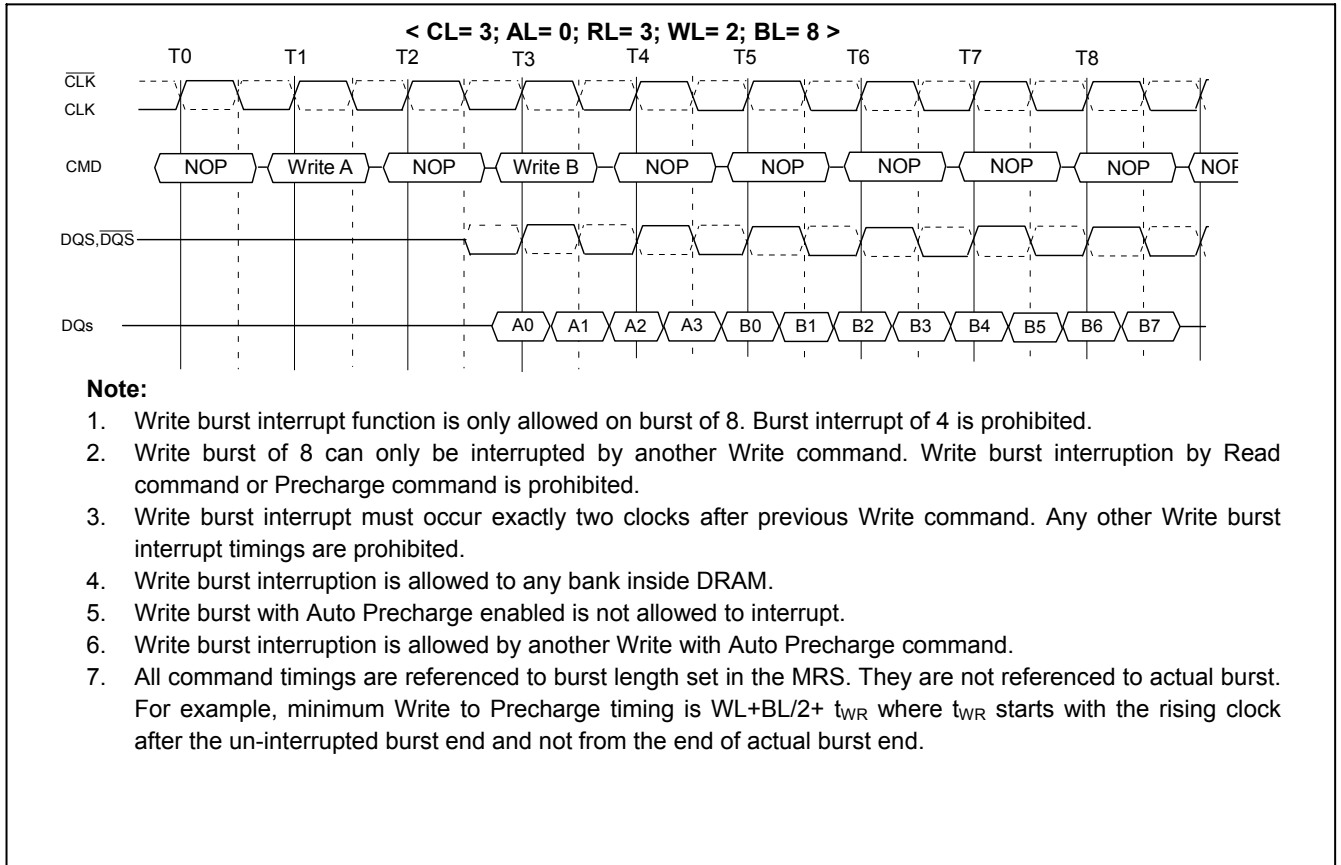 < CL= 3; AL= 0; RL= 3; WL= 2; BL= 8 >
T0 T1 T2 T3 T4 T5 T6 T7 T8
CLK
CLK
CMD NOP Write A NOP Write B NOP NOP NOP NOP NOP NOP
DQS,DQS
DQs A0 A1 A2 A3 B0 B1 B2 B3 B4 B5 B6 B7
Note:
1. Write burst interrupt function is only allowed on burst of 8. Burst interrupt of 4 is prohibited.
2. Write burst of 8 can only be interrupted by another Write command. Write burst interruption by Read
command or Precharge command is prohibited.
3. Write burst interrupt must occur exactly two clocks after previous Write command. Any other Write burst
interrupt timings are prohibited.
4. Write burst interruption is allowed to any bank inside DRAM.
5. Write burst with Auto Precharge enabled is not allowed to interrupt.
6. Write burst interruption is allowed by another Write with Auto Precharge command.
7. All command timings are referenced to burst length set in the MRS. They are not referenced to actual burst.
For example, minimum Write to Precharge timing is WL+BL/2+ tWR where tWR starts with the rising clock
after the un-interrupted burst end and not from the end of actual burst end.